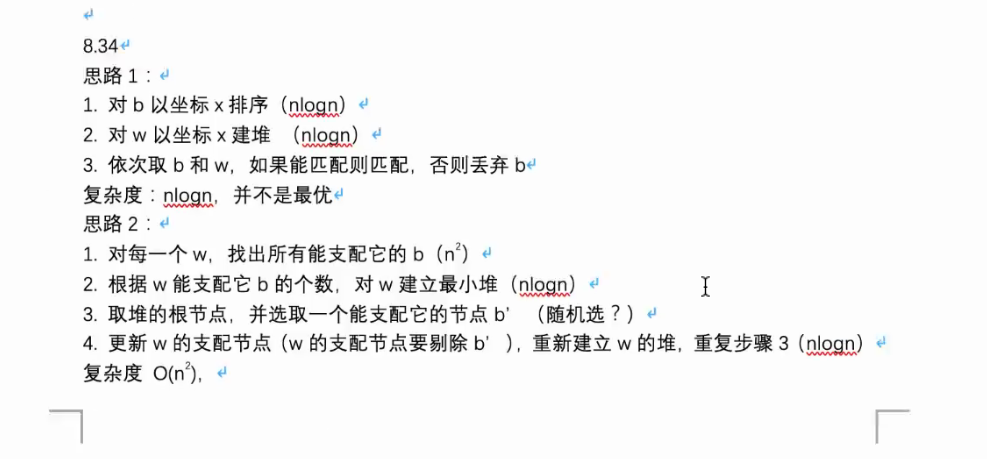 8.34
思路 1：
1. 对 b 以坐标 x 排序（nlogn）
2. 对 w 以坐标 x 建堆 （nlogn）
3. 依次取 b 和 w，如果能匹配则匹配，否则丢弃 b
复杂度：nlogn，并不是最优
思路 2：
1. 对每一个 w，找出所有能支配它的 b（n²）
2. 根据 w 能支配它 b 的个数，对 w 建立最小堆（nlogn）
3. 取堆的根节点，并选取一个能支配它的节点 b’ （随机选？）
4. 更新 w 的支配节点（w 的支配节点要剔除 b’ ），重新建立 w 的堆，重复步骤 3（nlogn）
复杂度 O(n²)，